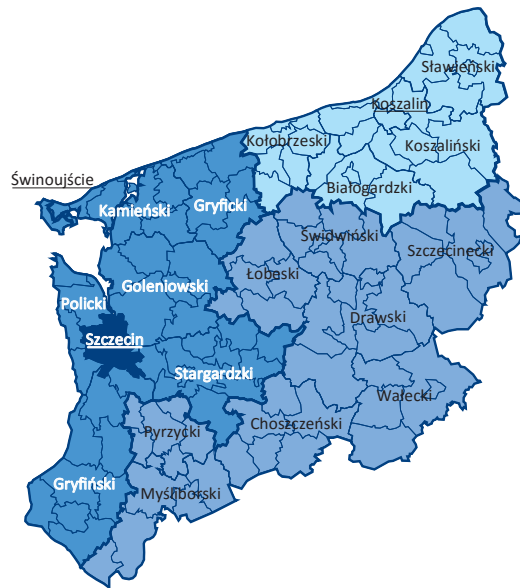 Sławieński
Koszalin
Kołobrzeski
Koszaliński
Świnoujście
Białogardzki
Kamieński
Gryficki
Świdwiński
Szczecinecki
Łobeski
Goleniowski
Policki
Drawski
Szczecin
Stargardzki
Wałecki
Choszczeński
Pyrzycki
Gryfiński
Myśliborski